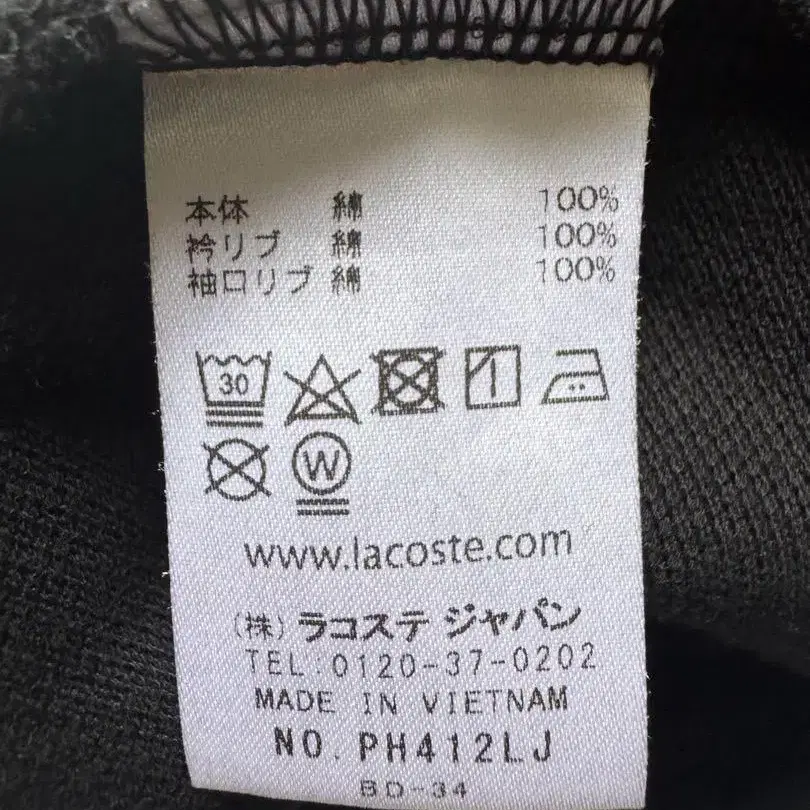 本体 綿 100%
衿リブ 綿 100%
袖口リブ 綿 100%
30
W
www.lacoste.com
(株) ラコステ ジャパン
TEL:0120-37-0202
MADE IN VIETNAM
NO. PH412LJ
BD-34